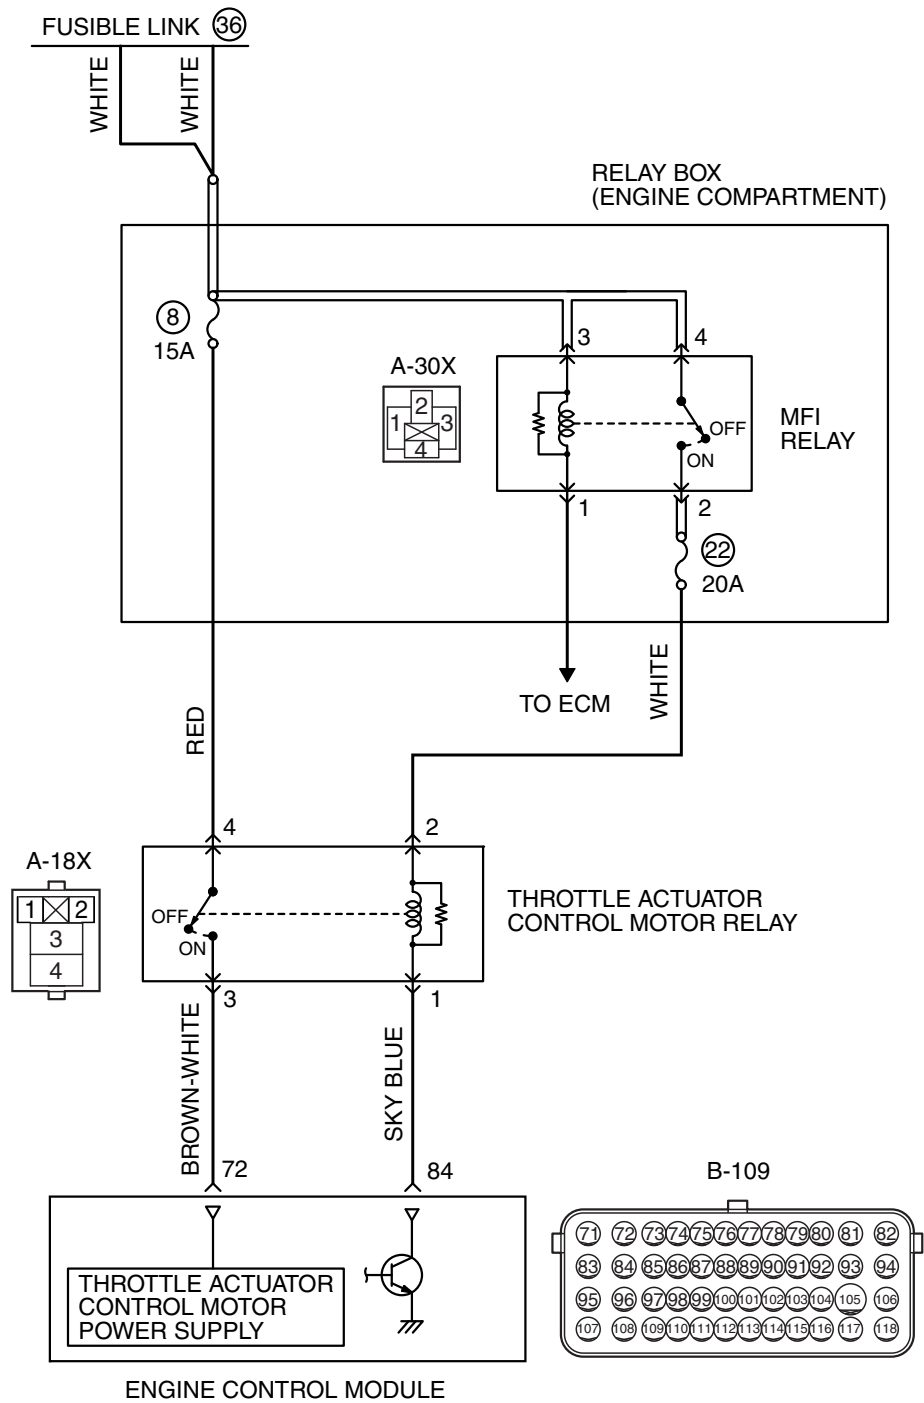 FUSIBLE LINK 36
WHITE
WHITE
RELAY BOX
(ENGINE COMPARTMENT)
8
15A
3
4
A-30X
2
1
3
4
OFF
ON
MFI
RELAY
1
2
22
20A
TO ECM
WHITE
RED
4
2
A-18X
1 2
3
4
OFF
ON
THROTTLE ACTUATOR
CONTROL MOTOR RELAY
3
1
BROWN-WHITE
SKY BLUE
72
84
B-109
THROTTLE ACTUATOR
CONTROL MOTOR
POWER SUPPLY
71 72 73 74 75 76 77 78 79 80 81 82
83 84 85 86 87 88 89 90 91 92 93 94
95 96 97 98 99 100 101 102 103 104 105 106
107 108 109 110 111 112 113 114 115 116 117 118
ENGINE CONTROL MODULE